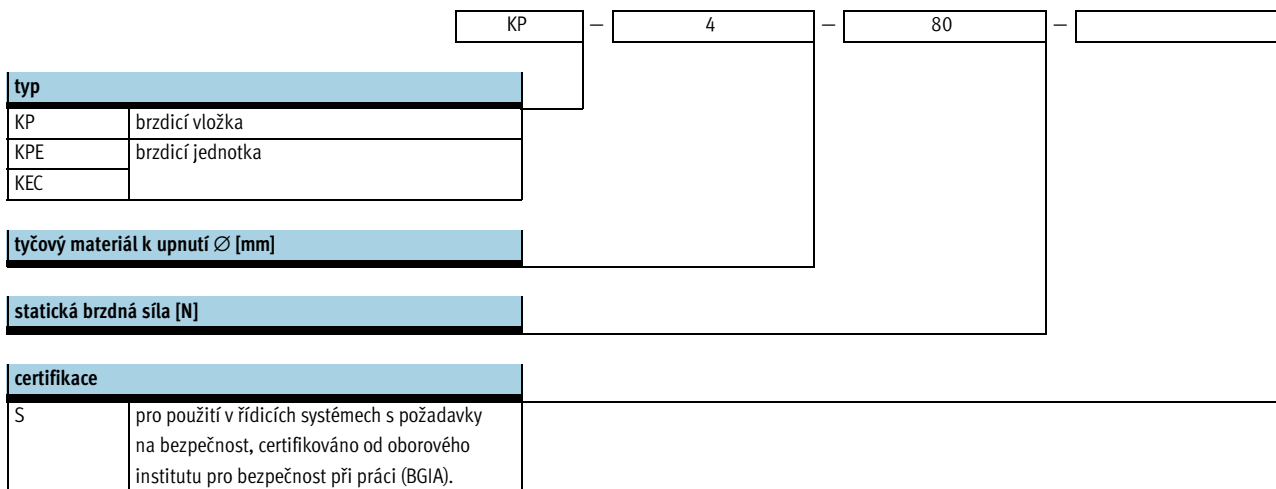 KP – 4 – 80 –
typ
KP brzdicí vložka
KPE brzdicí jednotka
KEC
tyčový materiál k upnutí ∅ [mm]
statická brzdná síla [N]
certifikace
S pro použití v řídicích systémech s požadavky
na bezpečnost, certifikováno od oborového
institutu pro bezpečnost při práci (BGIA).